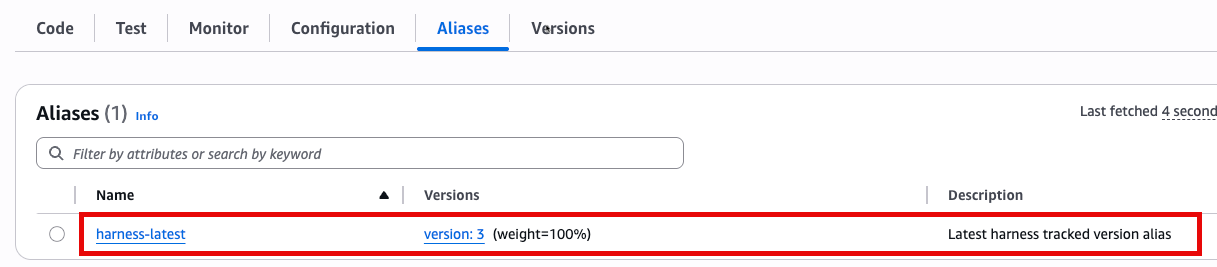 Code Test Monitor Configuration Aliases Versions
Aliases (1) Info
Last fetched 4 second
Filter by attributes or search by keyword
Name Versions Description
harness-latest version: 3 (weight=100%) Latest harness tracked version alias